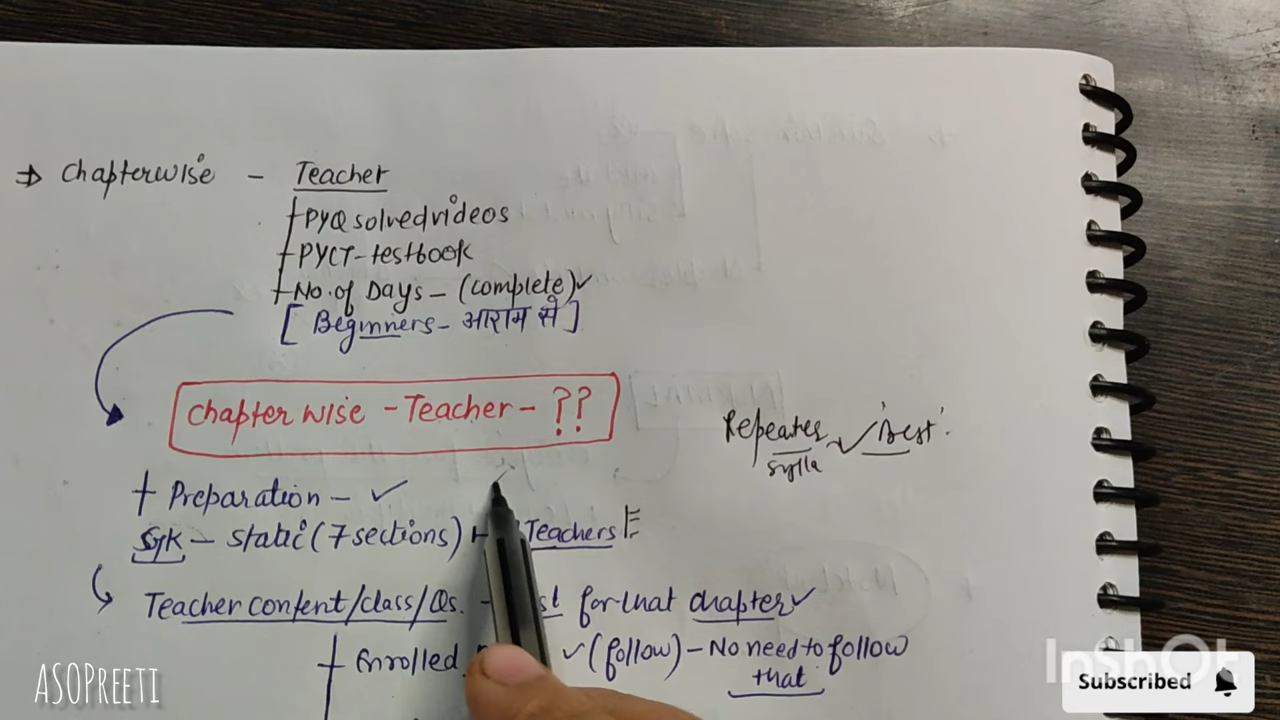 ⇒ Chapterwise - Teacher
PYQ solved videos
PYCT-testbook
No. of Days - (complete)✓
[ Beginners - आराम से ]
Chapter wise - Teacher - ??
Repeates ✓ 'Best'.
Sylla
+ Preparation - ✓
Syll - static (7 sections) Teachers
Teacher content/class/Qs. - for that chapter ✓
Enrolled ✓ (follow) - No need to follow
that
ASOPREETI
InShOt
Subscribed